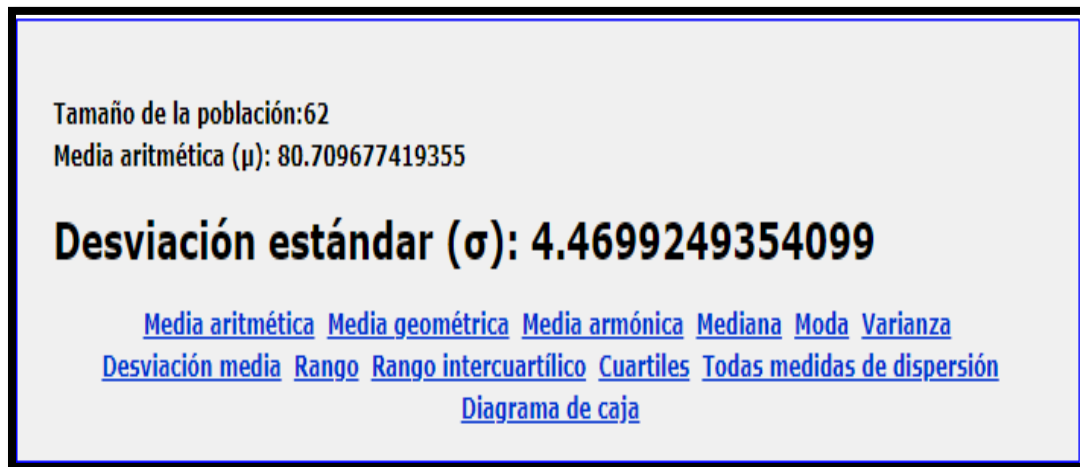 Tamaño de la población:62
Media aritmética (μ): 80.709677419355
Desviación estándar (σ): 4.4699249354099
Media aritmética Media geométrica Media armónica Mediana Moda Varianza
Desviación media Rango Rango intercuartílico Cuartiles Todas medidas de dispersión
Diagrama de caja